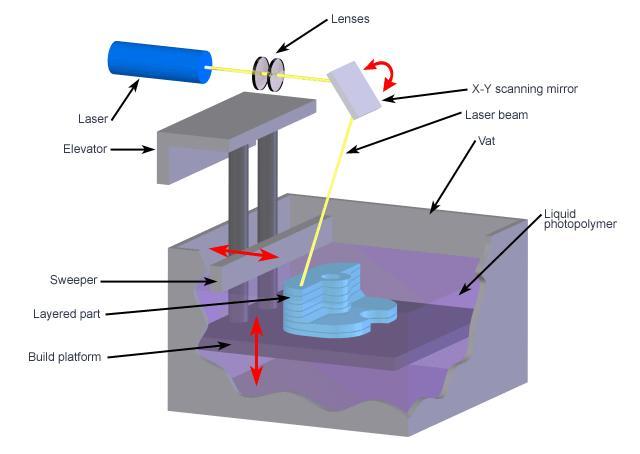 Lenses
X-Y scanning mirror
Laser
Laser beam
Elevator
Vat
Liquid
photopolymer
Sweeper
Layered part
Build platform